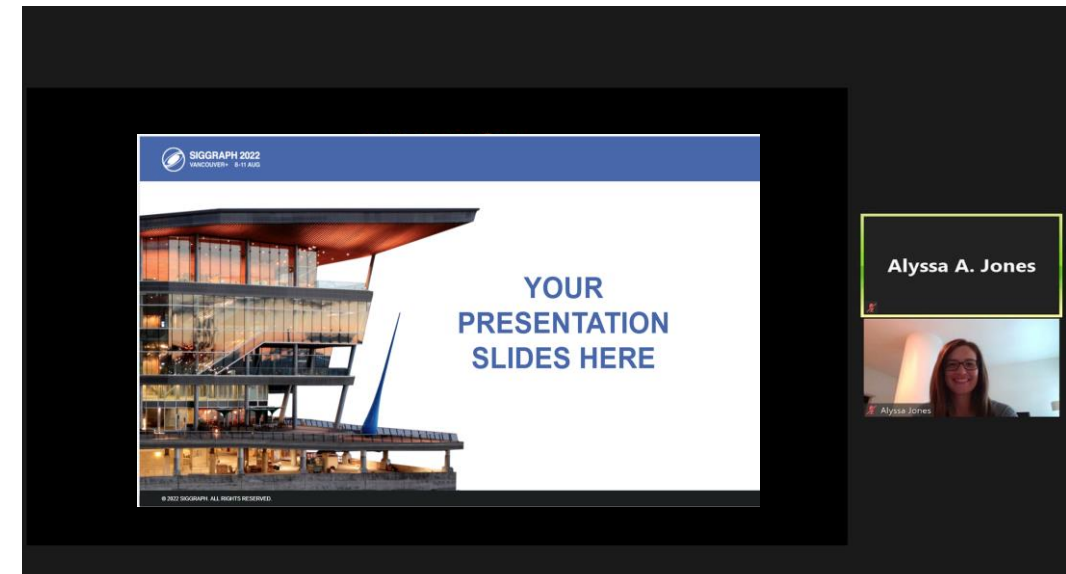 SIGGRAPH 2022
VANCOUVER+ 8-11 AUG
YOUR
PRESENTATION
SLIDES HERE
© 2022 SIGGRAPH. ALL RIGHTS RESERVED.
Alyssa A. Jones
Alyssa Jones